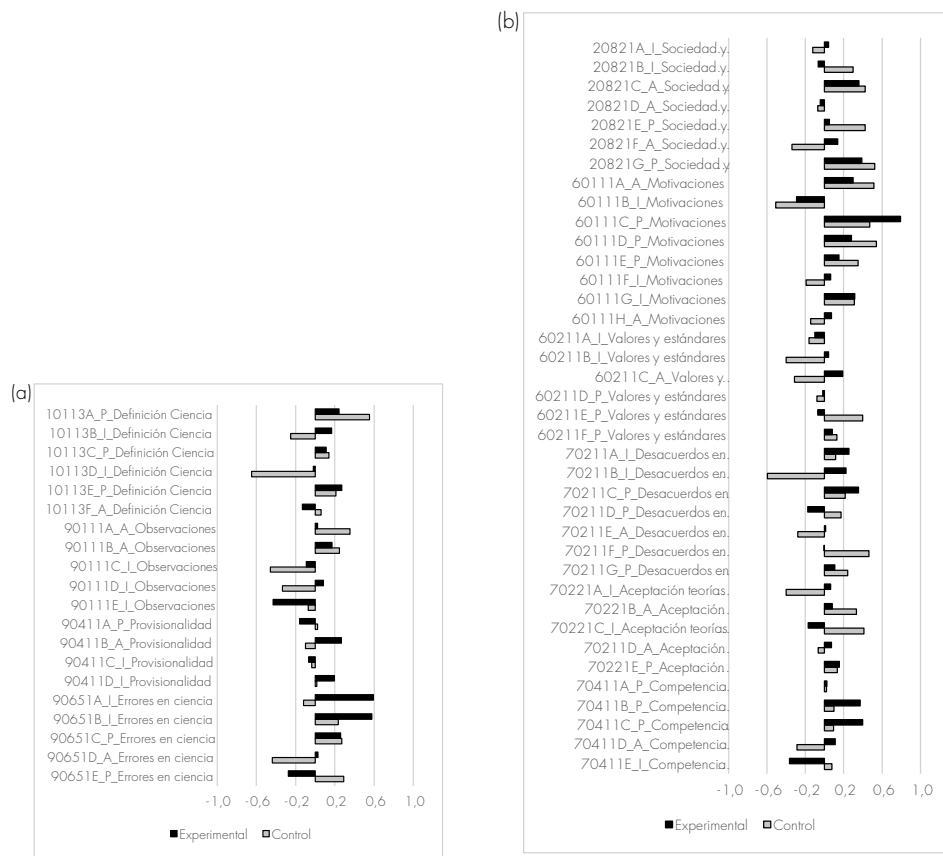 (a)
10113A_P_Definición Ciencia
10113B_I_Definición Ciencia
10113C_P_Definición Ciencia
10113D_I_Definición Ciencia
10113E_P_Definición Ciencia
10113F_A_Definición Ciencia
90111A_A_Observaciones
90111B_A_Observaciones
90111C_I_Observaciones
90111D_I_Observaciones
90111E_I_Observaciones
90411A_P_Provisionalidad
90411B_A_Provisionalidad
90411C_I_Provisionalidad
90411D_I_Provisionalidad
90651A_I_Errores en ciencia
90651B_I_Errores en ciencia
90651C_P_Errores en ciencia
90651D_A_Errores en ciencia
90651E_P_Errores en ciencia
-1,0 -0,6 -0,2 0,2 0,6 1,0
Experimental Control
(b)
20821A_I_Sociedad y.
20821B_I_Sociedad y.
20821C_A_Sociedad y
20821D_A_Sociedad y.
20821E_P_Sociedad y.
20821F_A_Sociedad y.
20821G_P_Sociedad y
60111A_A_Motivaciones
60111B_I_Motivaciones
60111C_P_Motivaciones
60111D_P_Motivaciones
60111E_P_Motivaciones
60111F_I_Motivaciones
60111G_I_Motivaciones
60111H_A_Motivaciones
60211A_I_Valores y estándares
60211B_I_Valores y estándares
60211C_A_Valores y..
60211D_P_Valores y estándares
60211E_P_Valores y estándares
60211F_P_Valores y estándares
70211A_I_Desacuerdos en.
70211B_I_Desacuerdos en.
70211C_P_Desacuerdos en
70211D_P_Desacuerdos en.
70211E_A_Desacuerdos en.
70211F_P_Desacuerdos en
70211G_P_Desacuerdos en
70221A_I_Aceptación teorías.
70221B_A_Aceptación.
70221C_I_Aceptación teorías.
70211D_A_Aceptación..
70221E_P_Aceptación..
70411A_P_Competencia.
70411B_P_Competencia.
70411C_P_Competencia
70411D_A_Competencia.
70411E_I_Competencia.
-1,0 -0,6 -0,2 0,2 0,6 1,0
Experimental Control